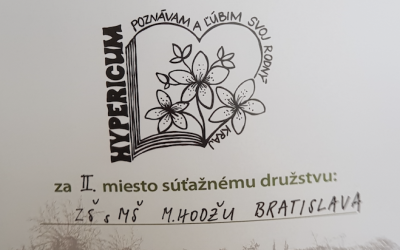 HYPERICUM
POZNÁVAM A ĽÚBIM SVOJ RODNÝ
KRAJ
za II. miesto súťažnému družstvu:
ZŠ s MŠ M. HODŽU BRATISLAVA